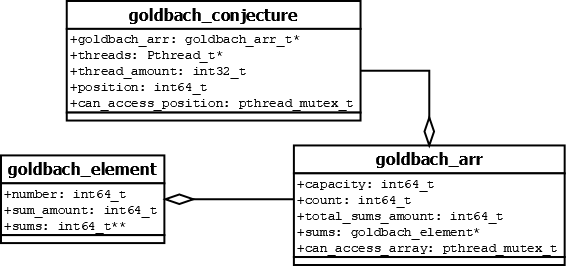 goldbach_conjecture
+goldbach_arr: goldbach_arr_t*
+threads: Pthread_t*
+thread_amount: int32_t
+position: int64_t
+can_access_position: pthread_mutex_t
goldbach_element
+number: int64_t
+sum_amount: int64_t
+sums: int64_t**
goldbach_arr
+capacity: int64_t
+count: int64_t
+total_sums_amount: int64_t
+sums: goldbach_element*
+can_access_array: pthread_mutex_t